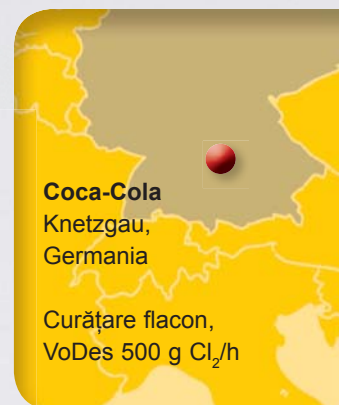 Coca-Cola
Knetzgau,
Germania
Curățare flacon,
VoDes 500 g Cl₂/h